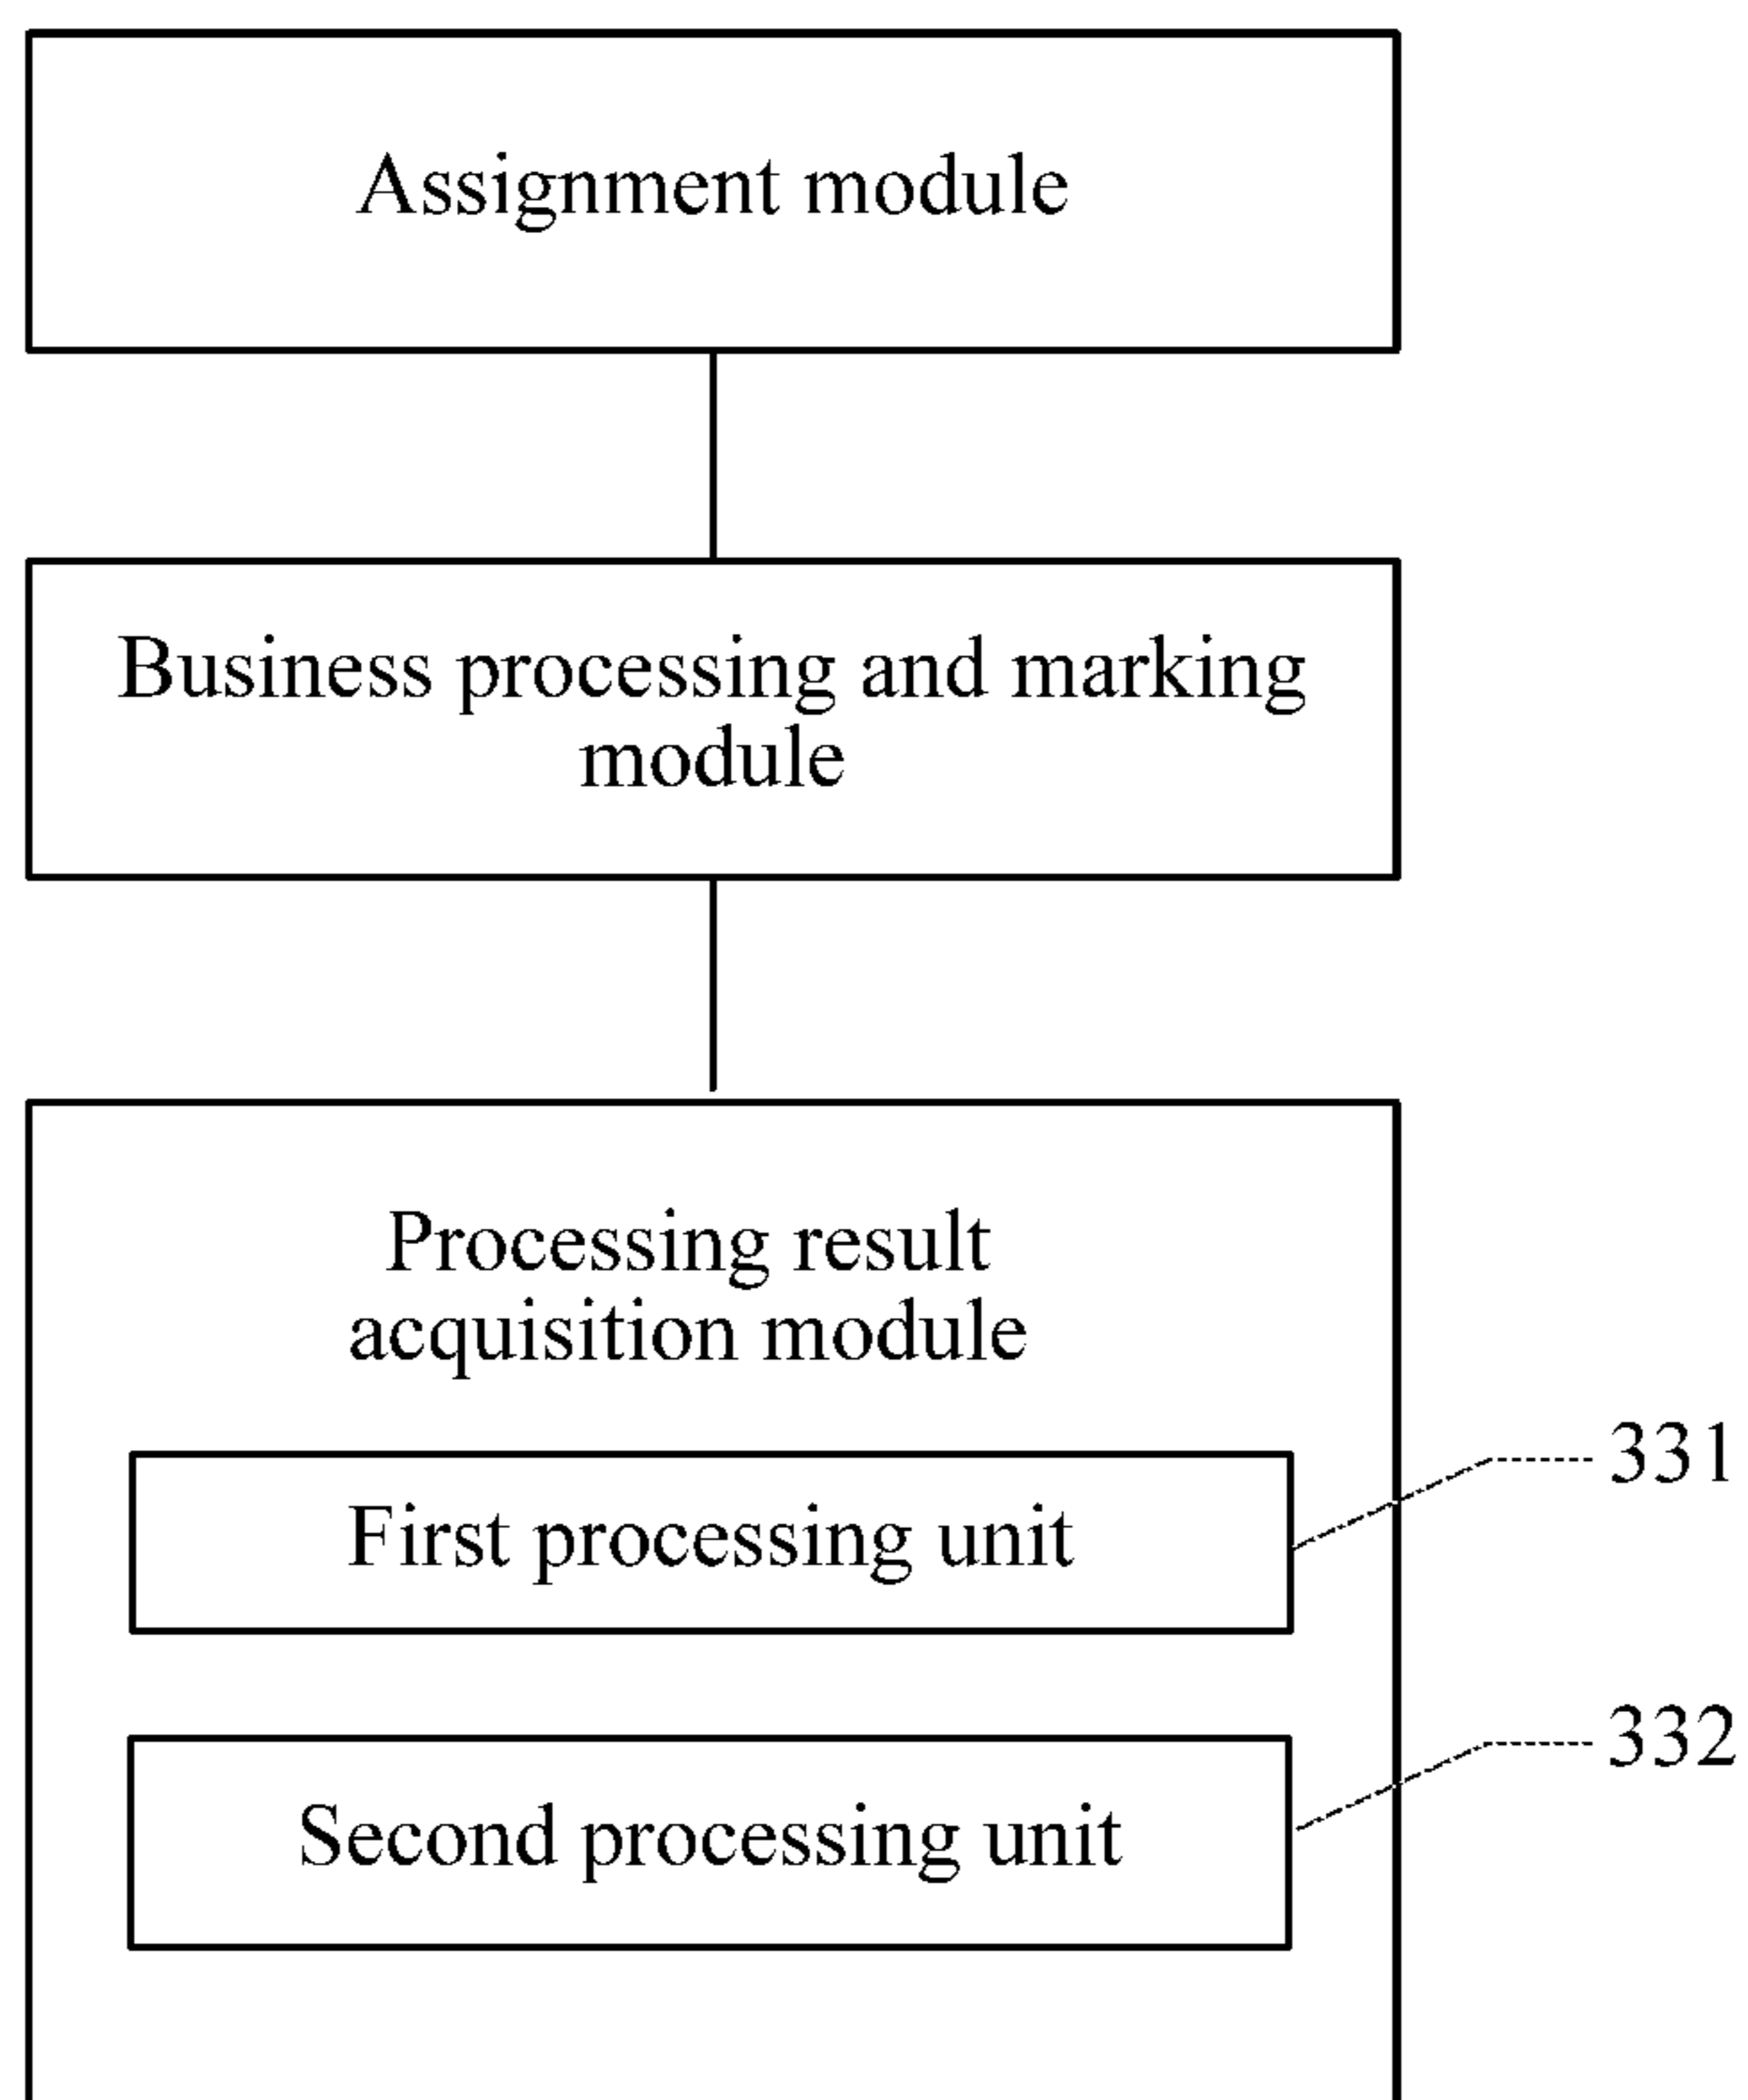 Assignment module
Business processing and marking
module
Processing result
acquisition module
331
First processing unit
332
Second processing unit